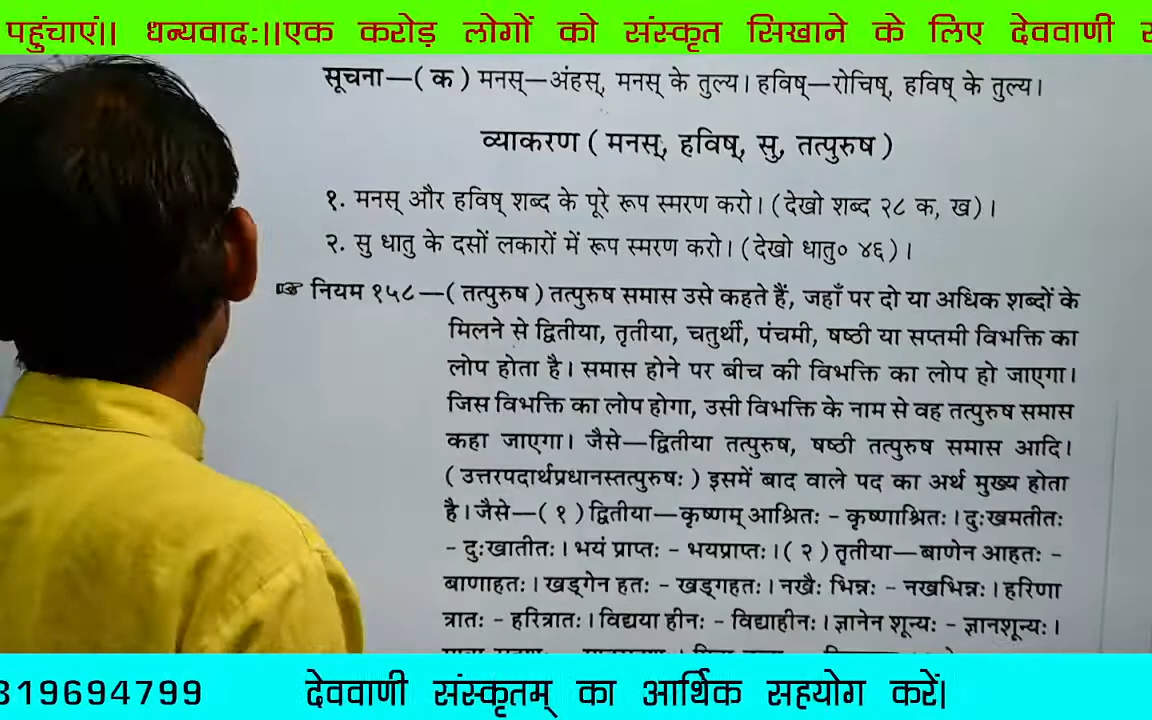 पहुंचाएं॥ धन्यवाद:॥एक करोड़ लोगों को संस्कृत सिखाने के लिए देववाणी
सूचना—( क ) मनस्—अंहस्, मनस् के तुल्य। हविष्—रोचिष्, हविष् के तुल्य।
व्याकरण ( मनस्, हविष्, सु, तत्पुरुष )
१. मनस् और हविष् शब्द के पूरे रूप स्मरण करो। (देखो शब्द २८ क, ख)।
२. सु धातु के दसों लकारों में रूप स्मरण करो। (देखो धातु० ४६)।
☞ नियम १५८—( तत्पुरुष ) तत्पुरुष समास उसे कहते हैं, जहाँ पर दो या अधिक शब्दों के
मिलने से द्वितीया, तृतीया, चतुर्थी, पंचमी, षष्ठी या सप्तमी विभक्ति का
लोप होता है। समास होने पर बीच की विभक्ति का लोप हो जाएगा।
जिस विभक्ति का लोप होगा, उसी विभक्ति के नाम से वह तत्पुरुष समास
कहा जाएगा। जैसे—द्वितीया तत्पुरुष, षष्ठी तत्पुरुष समास आदि।
( उत्तरपदार्थप्रधानस्तत्पुरुषः ) इसमें बाद वाले पद का अर्थ मुख्य होता
है। जैसे—( १ ) द्वितीया—कृष्णम् आश्रितः - कृष्णाश्रितः। दुःखमतीतः
- दुःखातीतः। भयं प्राप्तः - भयप्राप्तः। ( २ ) तृतीया—बाणेन आहतः -
बाणाहतः। खड्गेन हतः - खड्गहतः। नखैः भिन्नः - नखभिन्नः। हरिणा
त्रातः - हरित्रातः। विद्यया हीनः - विद्याहीनः। ज्ञानेन शून्यः - ज्ञानशून्यः।
319694799 देववाणी संस्कृतम् का आर्थिक सहयोग करें।